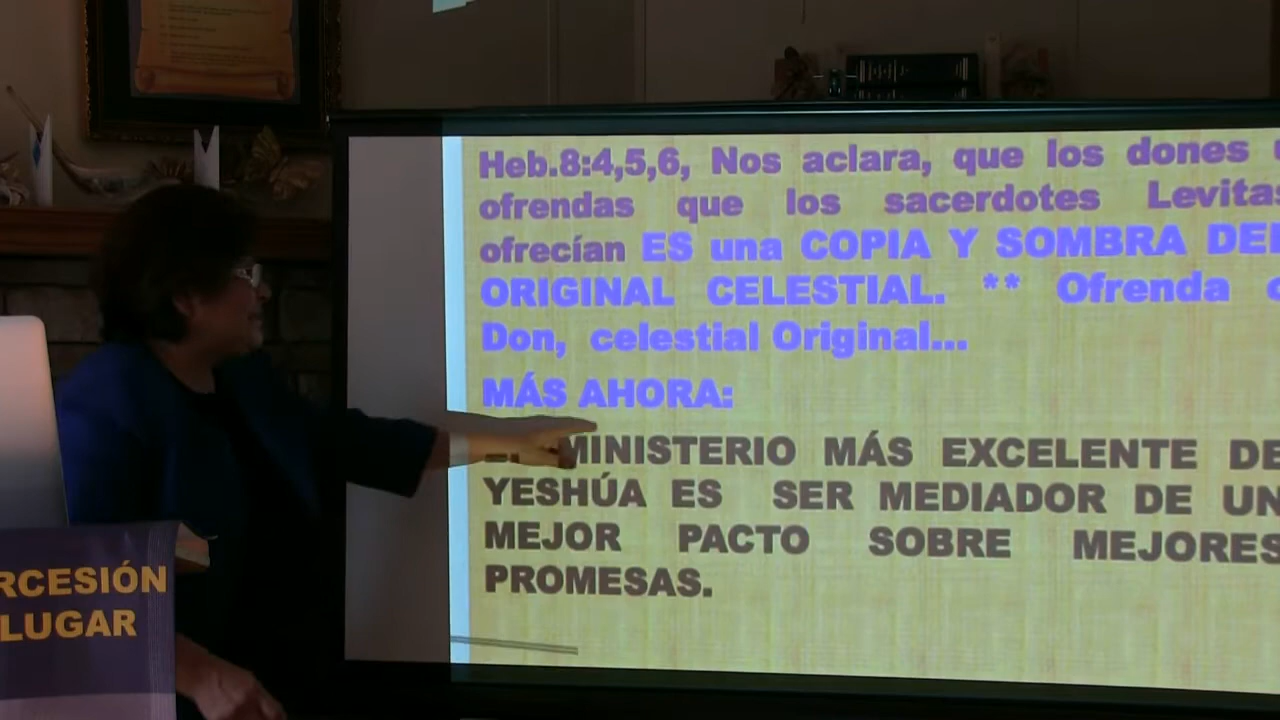 Heb.8:4,5,6, Nos aclara, que los dones
ofrendas que los sacerdotes Levitas
ofrecían ES una COPIA Y SOMBRA DEL
ORIGINAL CELESTIAL. ** Ofrenda o
Don, celestial Original...
MÁS AHORA:
MINISTERIO MÁS EXCELENTE DE
YESHÚA ES SER MEDIADOR DE UN
MEJOR PACTO SOBRE MEJORES
PROMESAS.
RCESIÓN
LUGAR